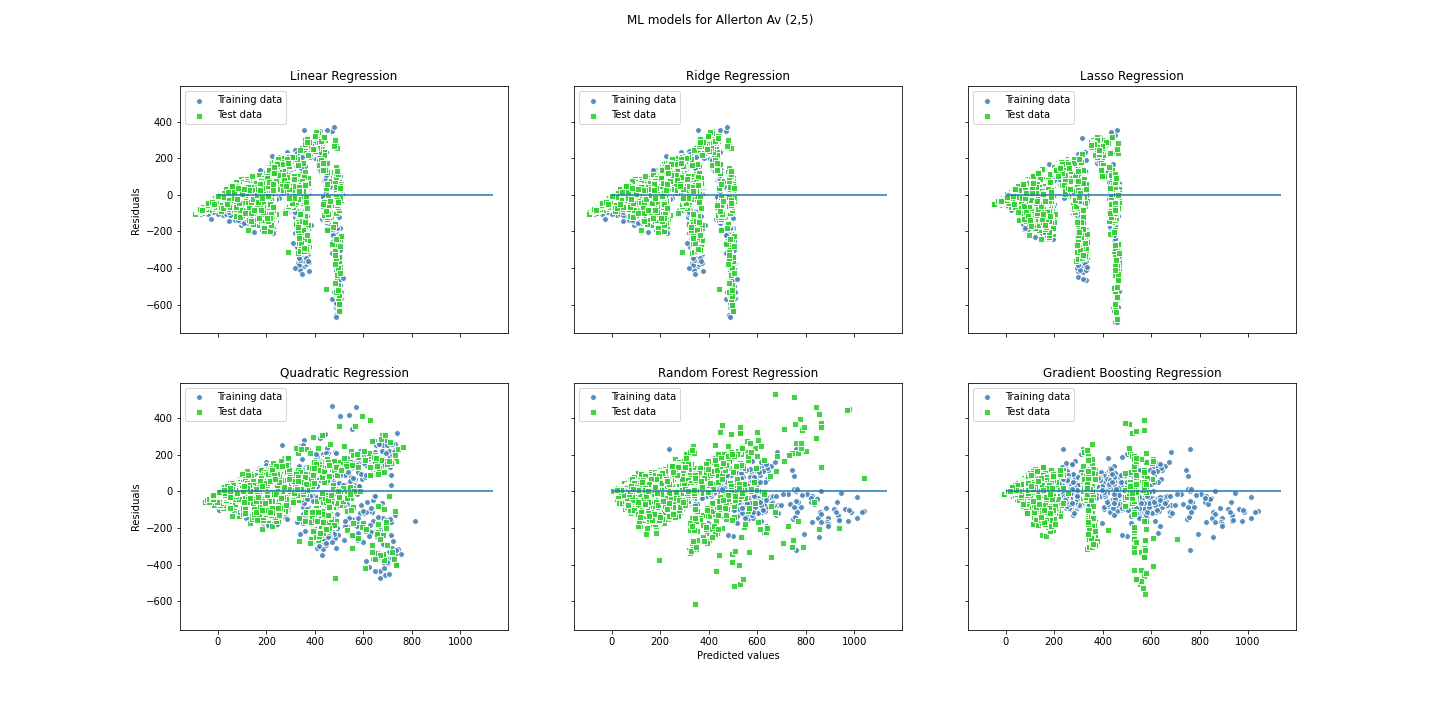 ML models for Allerton Av (2,5)
Linear Regression
Training data
Test data
400
200
0
−200
−400
−600
Residuals
Ridge Regression
Training data
Test data
Lasso Regression
Training data
Test data
Quadratic Regression
Training data
Test data
400
200
0
−200
−400
−600
Residuals
0 200 400 600 800 1000
Random Forest Regression
Training data
Test data
0 200 400 600 800 1000
Predicted values
Gradient Boosting Regression
Training data
Test data
0 200 400 600 800 1000